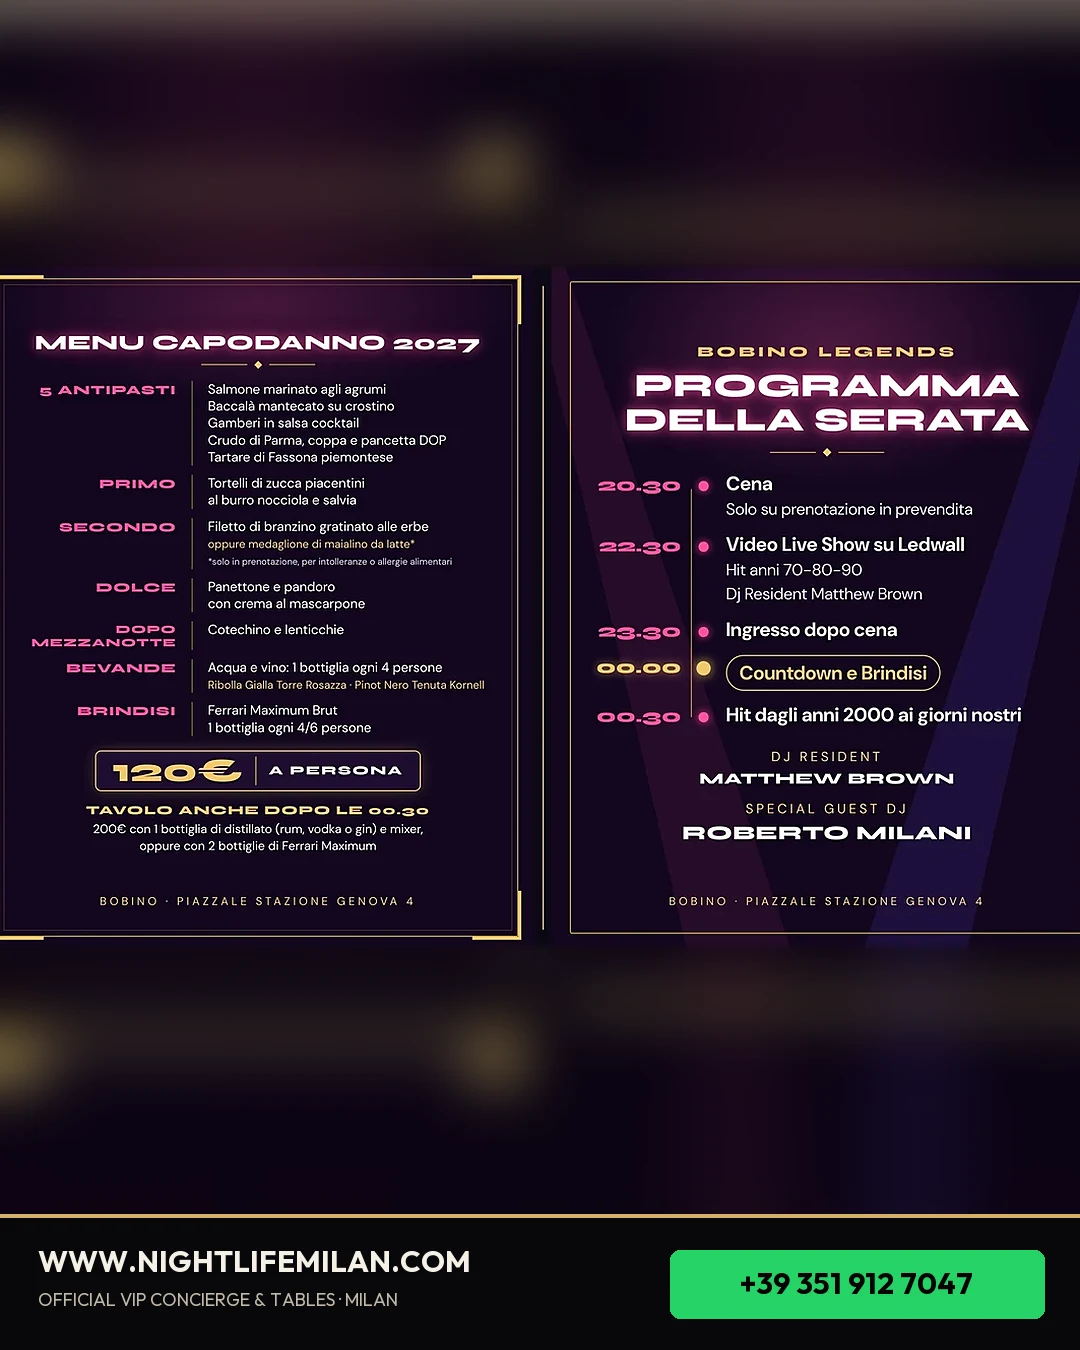 MENU CAPODANNO 2027
5 ANTIPASTI
Salmone marinato agli agrumi
Baccalà mantecato su crostino
Gamberi in salsa cocktail
Crudo di Parma, coppa e pancetta DOP
Tartare di Fassona piemontese
PRIMO
Tortelli di zucca piacentini
al burro nocciola e salvia
SECONDO
Filetto di branzino gratinato alle erbe
oppure medaglione di maialino da latte*
*solo in prenotazione, per intolleranze o allergie alimentari
DOLCE
Panettone e pandoro
con crema al mascarpone
DOPO
MEZZANOTTE
Cotechino e lenticchie
BEVANDE
Acqua e vino: 1 bottiglia ogni 4 persone
Ribolla Gialla Torre Rosazza · Pinot Nero Tenuta Kornell
BRINDISI
Ferrari Maximum Brut
1 bottiglia ogni 4/6 persone
120€ A PERSONA
TAVOLO ANCHE DOPO LE 00.30
200€ con 1 bottiglia di distillato (rum, vodka o gin) e mixer,
oppure con 2 bottiglie di Ferrari Maximum
BOBINO · PIAZZALE STAZIONE GENOVA 4
BOBINO LEGENDS
PROGRAMMA
DELLA SERATA
20.30 Cena
Solo su prenotazione in prevendita
22.30 Video Live Show su Ledwall
Hit anni 70-80-90
Dj Resident Matthew Brown
23.30 Ingresso dopo cena
00.00 Countdown e Brindisi
00.30 Hit dagli anni 2000 ai giorni nostri
DJ RESIDENT
MATTHEW BROWN
SPECIAL GUEST DJ
ROBERTO MILANI
BOBINO · PIAZZALE STAZIONE GENOVA 4
WWW.NIGHTLIFEMILAN.COM
OFFICIAL VIP CONCIERGE & TABLES · MILAN
+39 351 912 7047